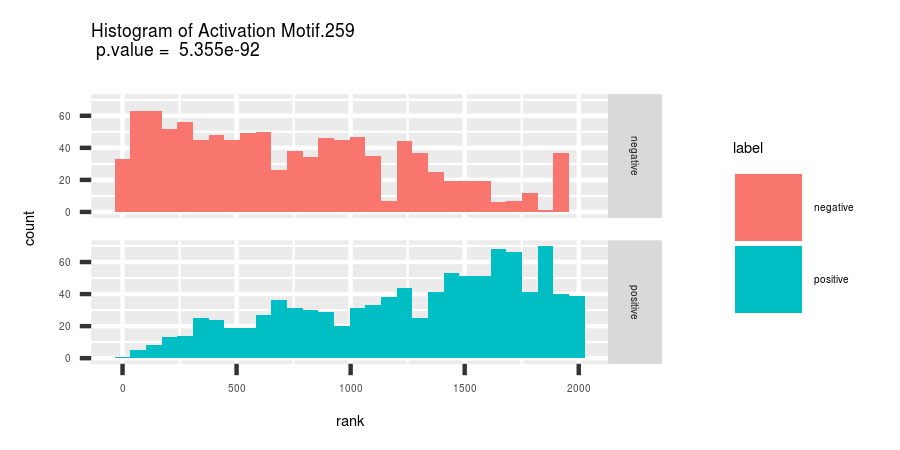 Histogram of Activation Motif.259
p.value = 5.355e-92
count
60
40
20
0
negative
60
40
20
0
positive
0
500
1000
1500
2000
rank
label
negative
positive